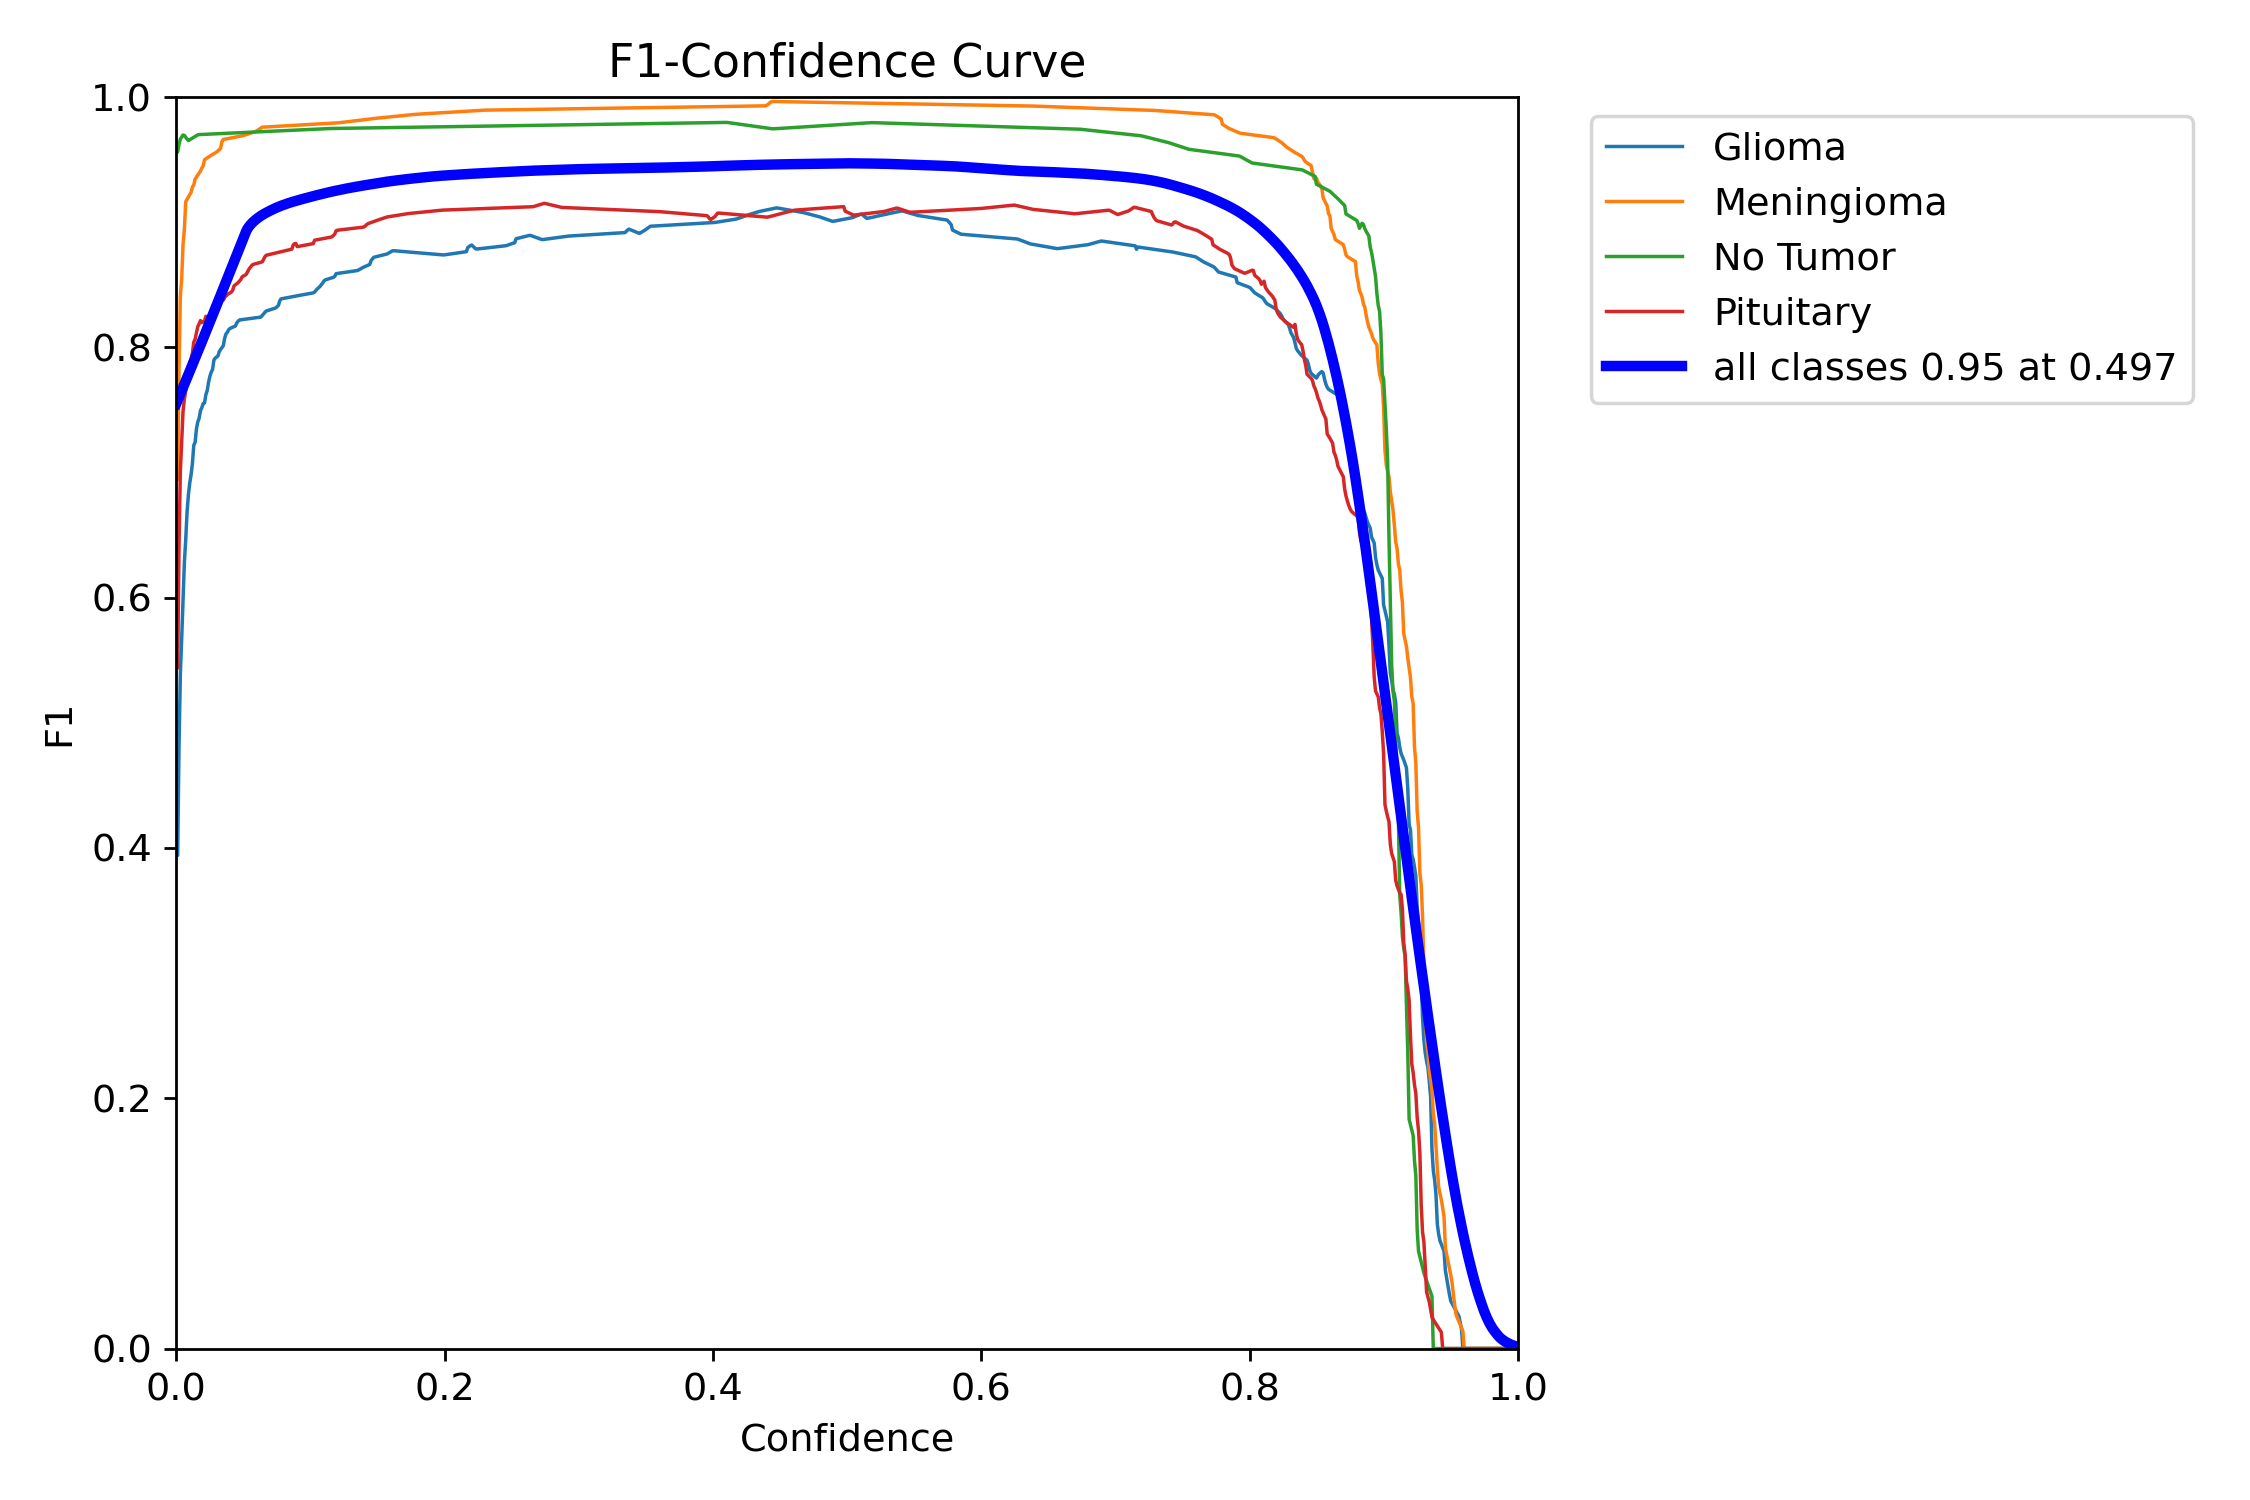 F1-Confidence Curve
1.0
0.8
0.6
0.4
0.2
0.0
F1
0.0 0.2 0.4 0.6 0.8 1.0
Confidence
Glioma
Meningioma
No Tumor
Pituitary
all classes 0.95 at 0.497